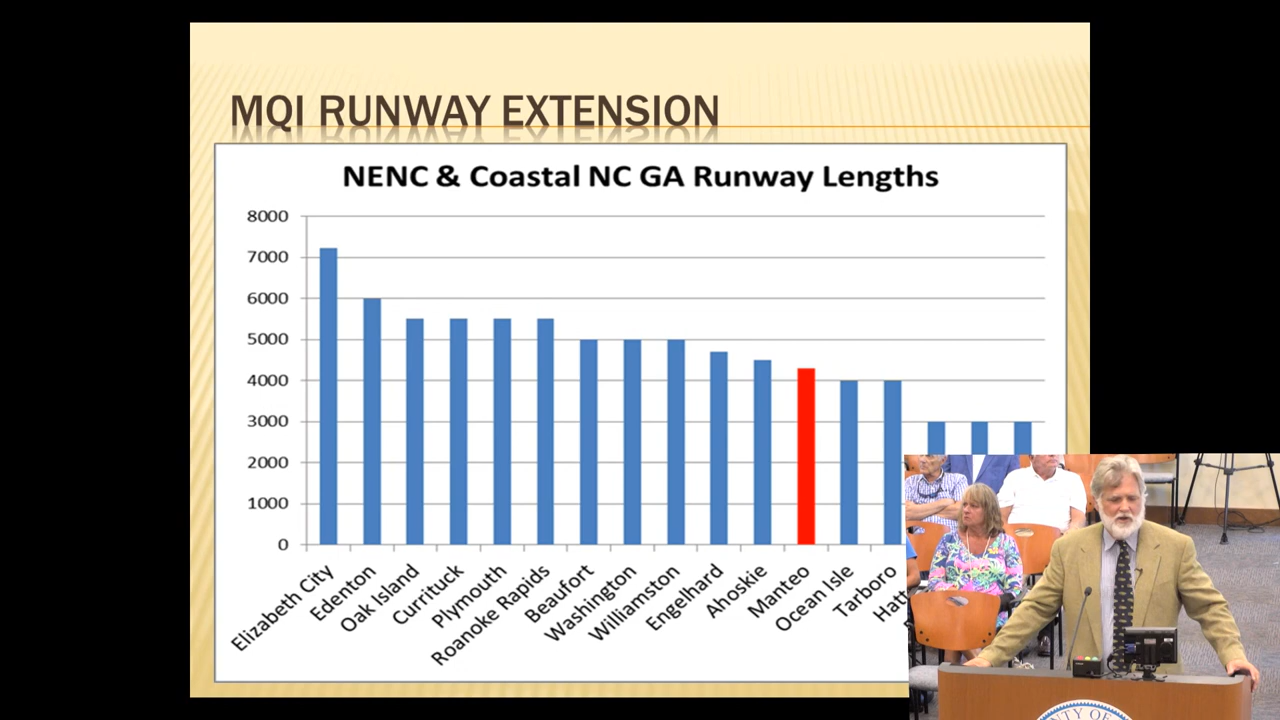 MQI RUNWAY EXTENSION
NENC & Coastal NC GA Runway Lengths
8000
7000
6000
5000
4000
3000
2000
1000
0
Elizabeth City
Edenton
Oak Island
Currituck
Plymouth
Roanoke Rapids
Beaufort
Washington
Williamston
Engelhard
Ahoskie
Manteo
Ocean Isle
Tarboro